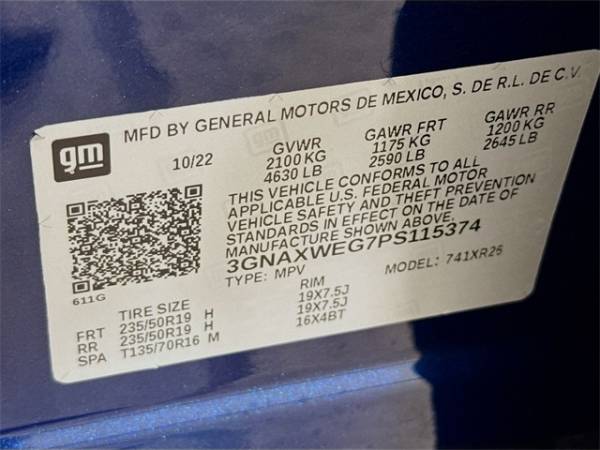 gm
MFD BY GENERAL MOTORS DE MEXICO, S. DE R.L. DE C.V.
10/22
GVWR GAWR FRT GAWR RR
2100 KG 1175 KG 1200 KG
4630 LB 2590 LB 2645 LB
THIS VEHICLE CONFORMS TO ALL
APPLICABLE U.S. FEDERAL MOTOR
VEHICLE SAFETY AND THEFT PREVENTION
STANDARDS IN EFFECT ON THE DATE OF
MANUFACTURE SHOWN ABOVE.
3GNAXWEG7PS115374
TYPE: MPV MODEL: 741XR26
611G
TIRE SIZE RIM
FRT 235/50R19 H 19X7.5J
RR 235/50R19 H 19X7.5J
SPA T135/70R16 M 16X4BT